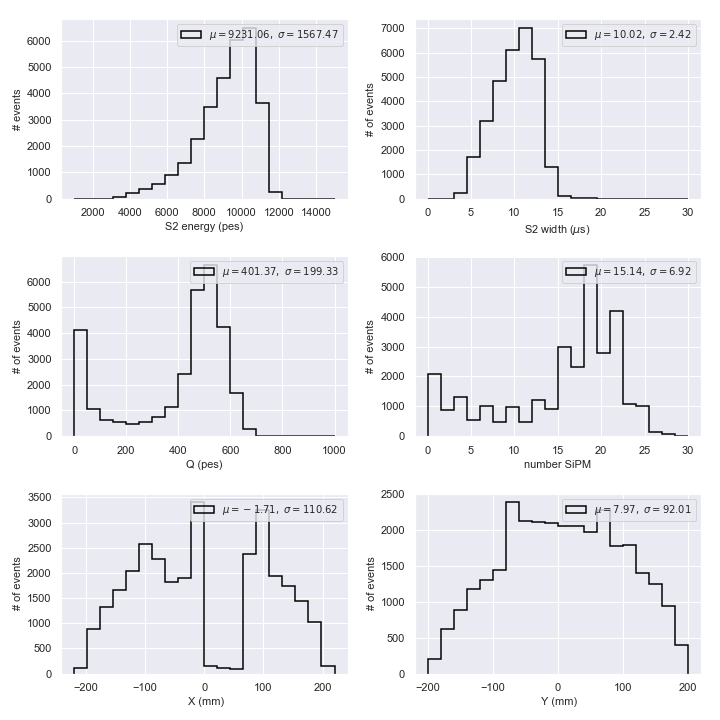 μ = 9231.06, σ = 1567.47
# events
6000
5000
4000
3000
2000
1000
0
2000 4000 6000 8000 10000 12000 14000
S2 energy (pes)
μ = 10.02, σ = 2.42
# of events
7000
6000
5000
4000
3000
2000
1000
0
0 5 10 15 20 25 30
S2 width (μs)
μ = 401.37, σ = 199.33
# of events
6000
5000
4000
3000
2000
1000
0
0 200 400 600 800 1000
Q (pes)
μ = 15.14, σ = 6.92
# of events
6000
5000
4000
3000
2000
1000
0
0 5 10 15 20 25 30
number SiPM
μ = −1.71, σ = 110.62
# of events
3500
3000
2500
2000
1500
1000
500
0
−200 −100 0 100 200
X (mm)
μ = 7.97, σ = 92.01
# of events
2500
2000
1500
1000
500
0
−200 −100 0 100 200
Y (mm)